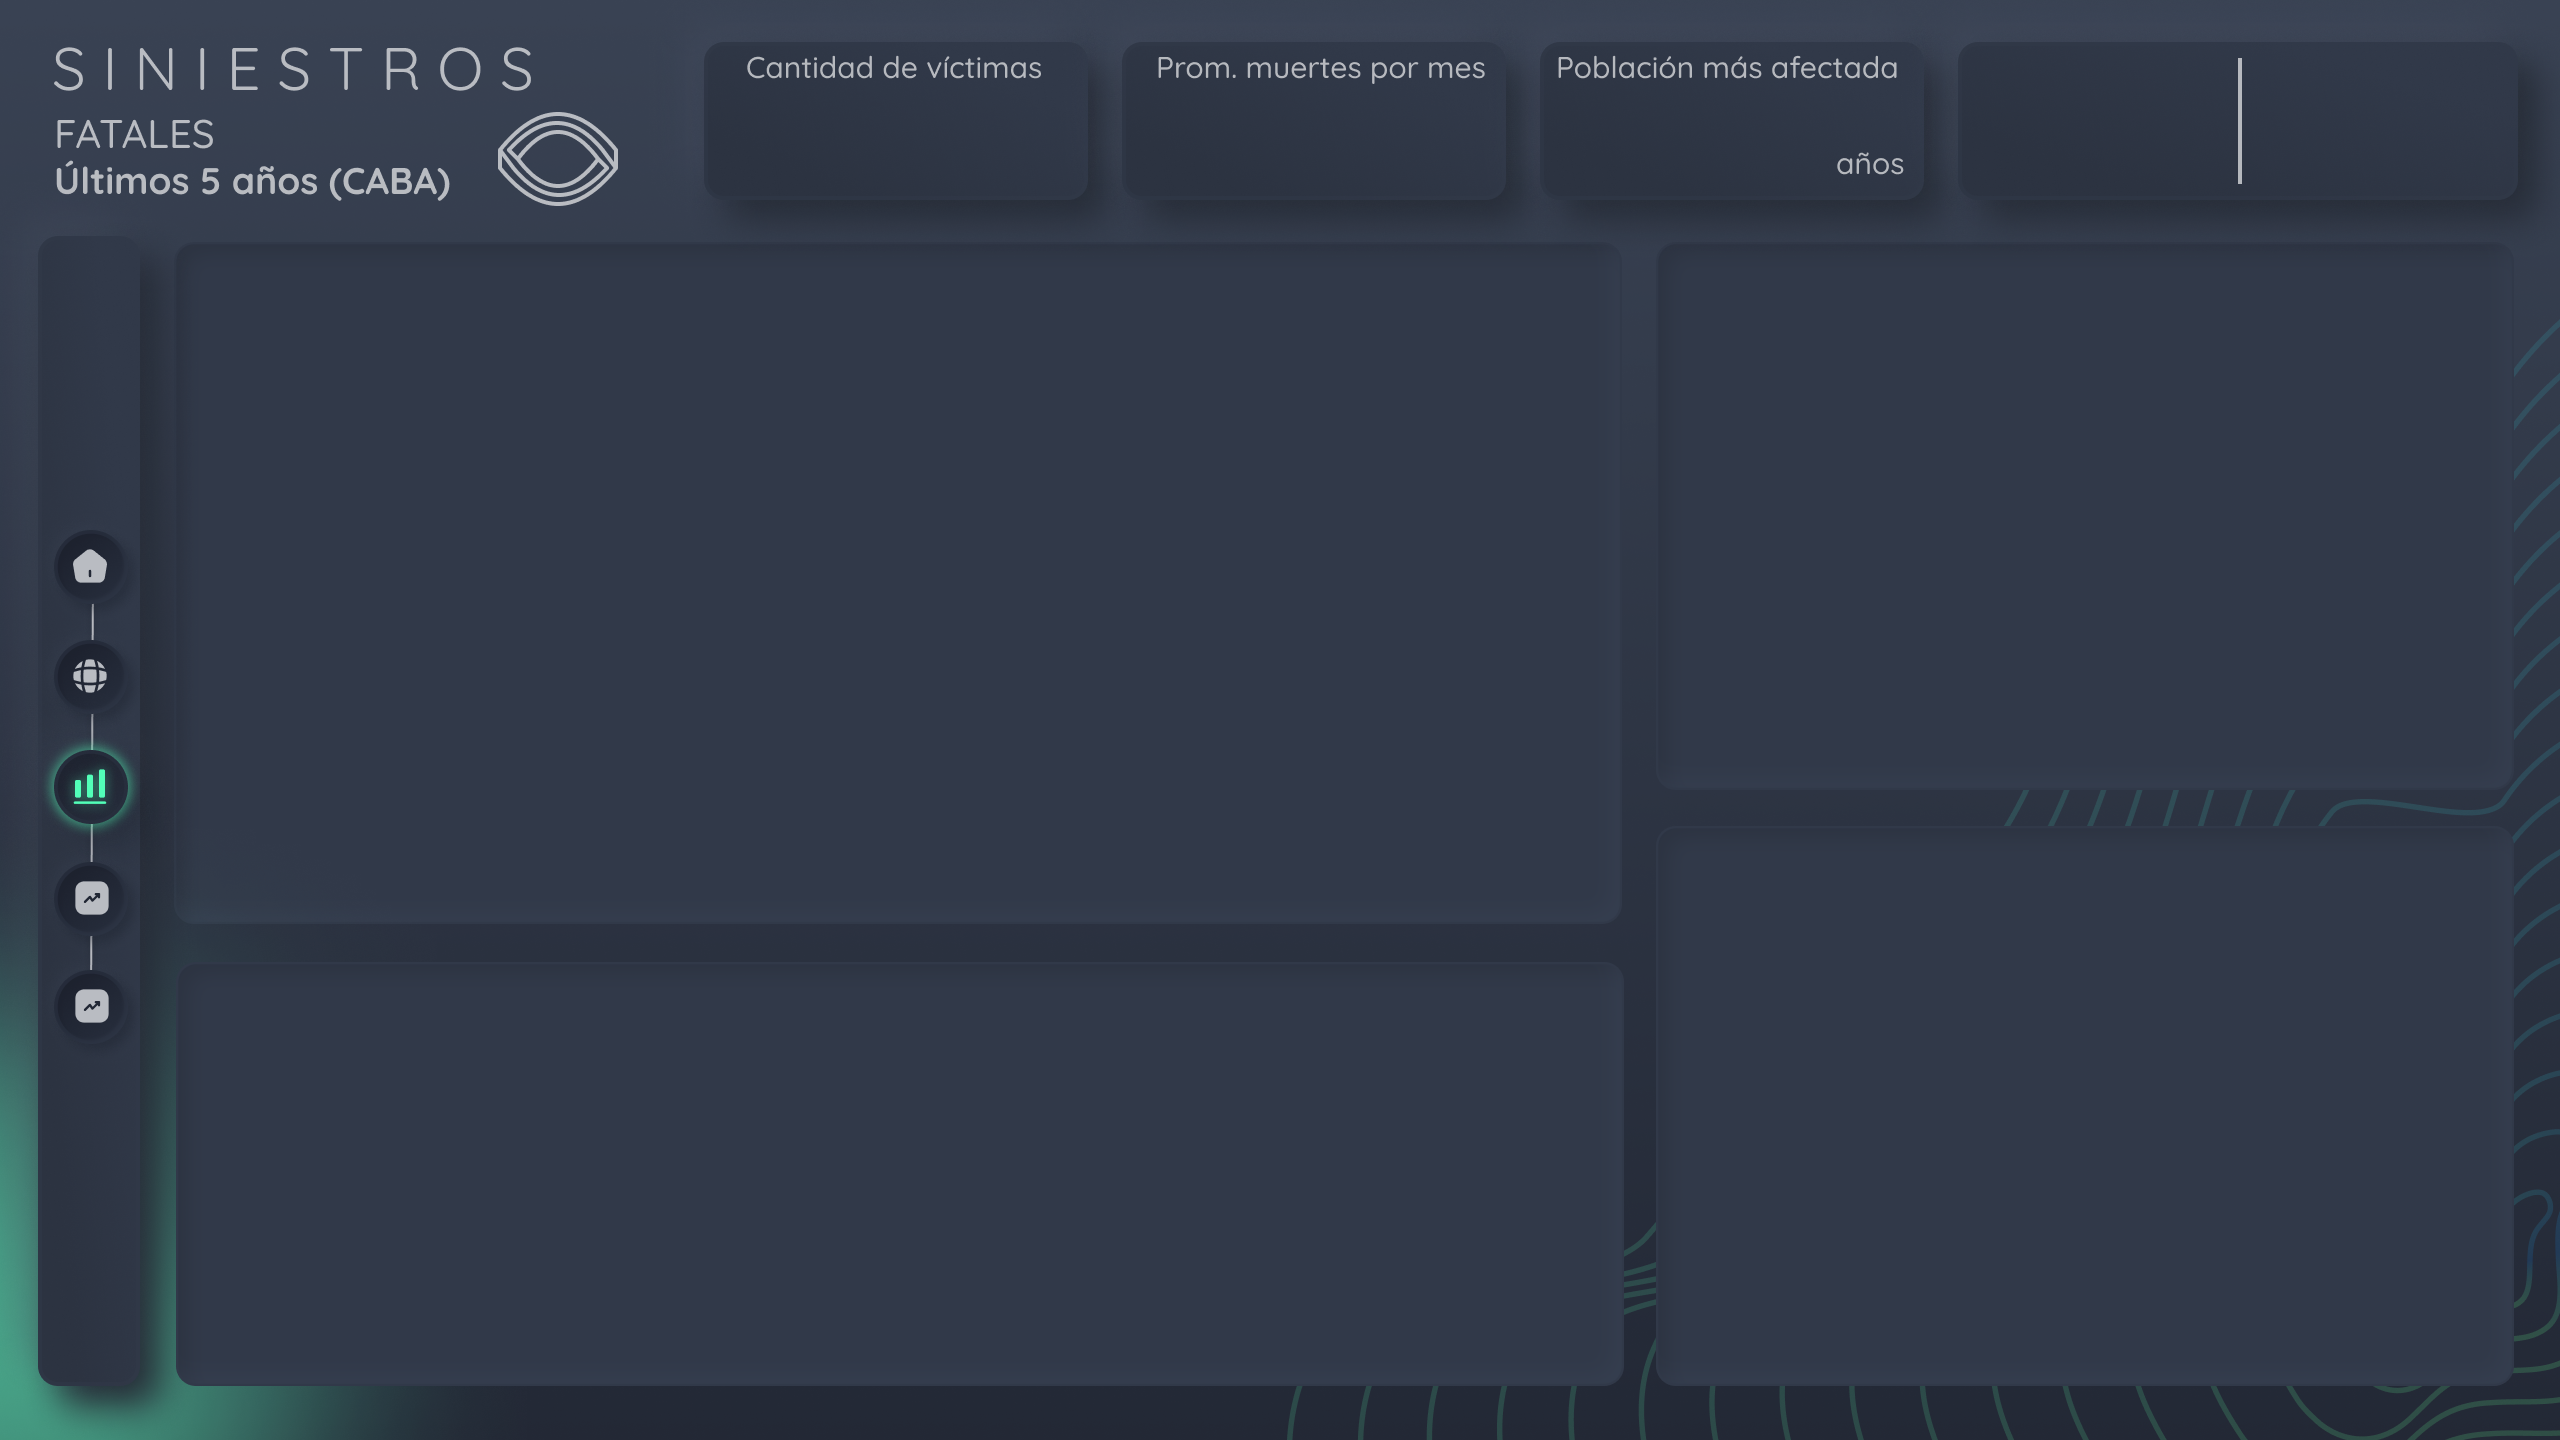 SINIESTROS
FATALES
Últimos 5 años (CABA)
Cantidad de víctimas
Prom. muertes por mes
Población más afectada
años